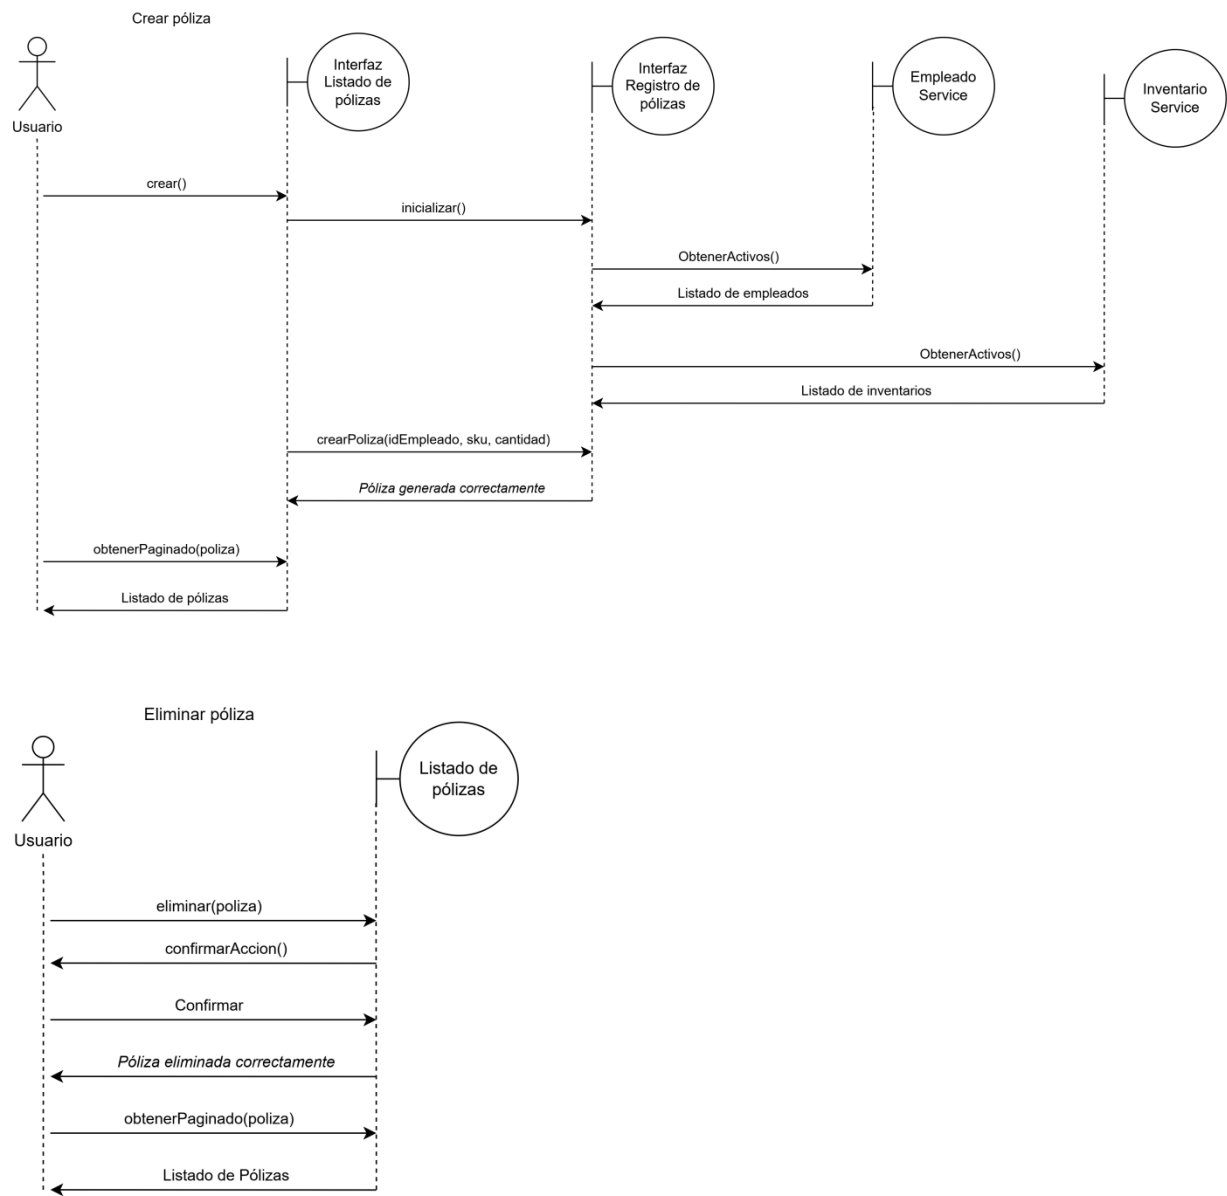 Crear póliza
Usuario
Interfaz
Listado de
pólizas
Interfaz
Registro de
pólizas
Empleado
Service
Inventario
Service
crear()
inicializar()
ObtenerActivos()
Listado de empleados
ObtenerActivos()
Listado de inventarios
crearPoliza(idEmpleado, sku, cantidad)
Póliza generada correctamente
obtenerPaginado(poliza)
Listado de pólizas
Eliminar póliza
Usuario
Listado de
pólizas
eliminar(poliza)
confirmarAccion()
Confirmar
Póliza eliminada correctamente
obtenerPaginado(poliza)
Listado de Pólizas